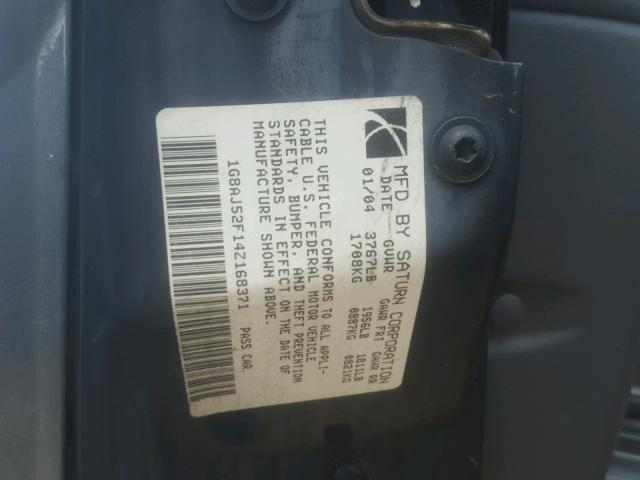 MFD BY SATURN CORPORATION
DATE GVWR GAWR FRT GAWR RR
01/04 3767LB 1956LB 1811LB
1708KG 0887KG 0821KG
THIS VEHICLE CONFORMS TO ALL APPLI-
CABLE U.S. FEDERAL MOTOR VEHICLE
SAFETY, BUMPER, AND THEFT PREVENTION
STANDARDS IN EFFECT ON THE DATE OF
MANUFACTURE SHOWN ABOVE.
1G8AJ52F14Z168371 PASS CAR